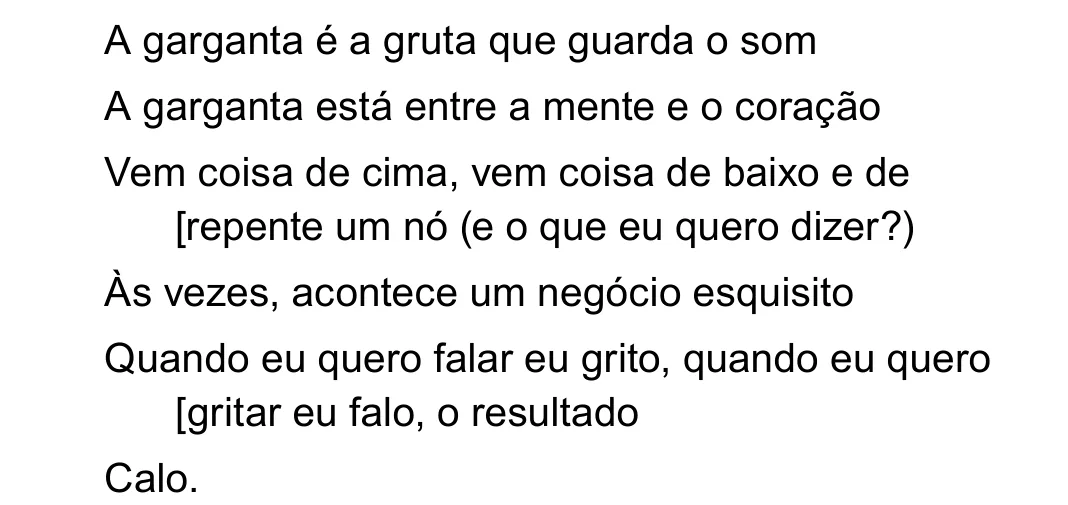 A garganta é a gruta que guarda o som
A garganta está entre a mente e o coração
Vem coisa de cima, vem coisa de baixo e de
[repente um nó (e o que eu quero dizer?)
Às vezes, acontece um negócio esquisito
Quando eu quero falar eu grito, quando eu quero
[gritar eu falo, o resultado
Calo.